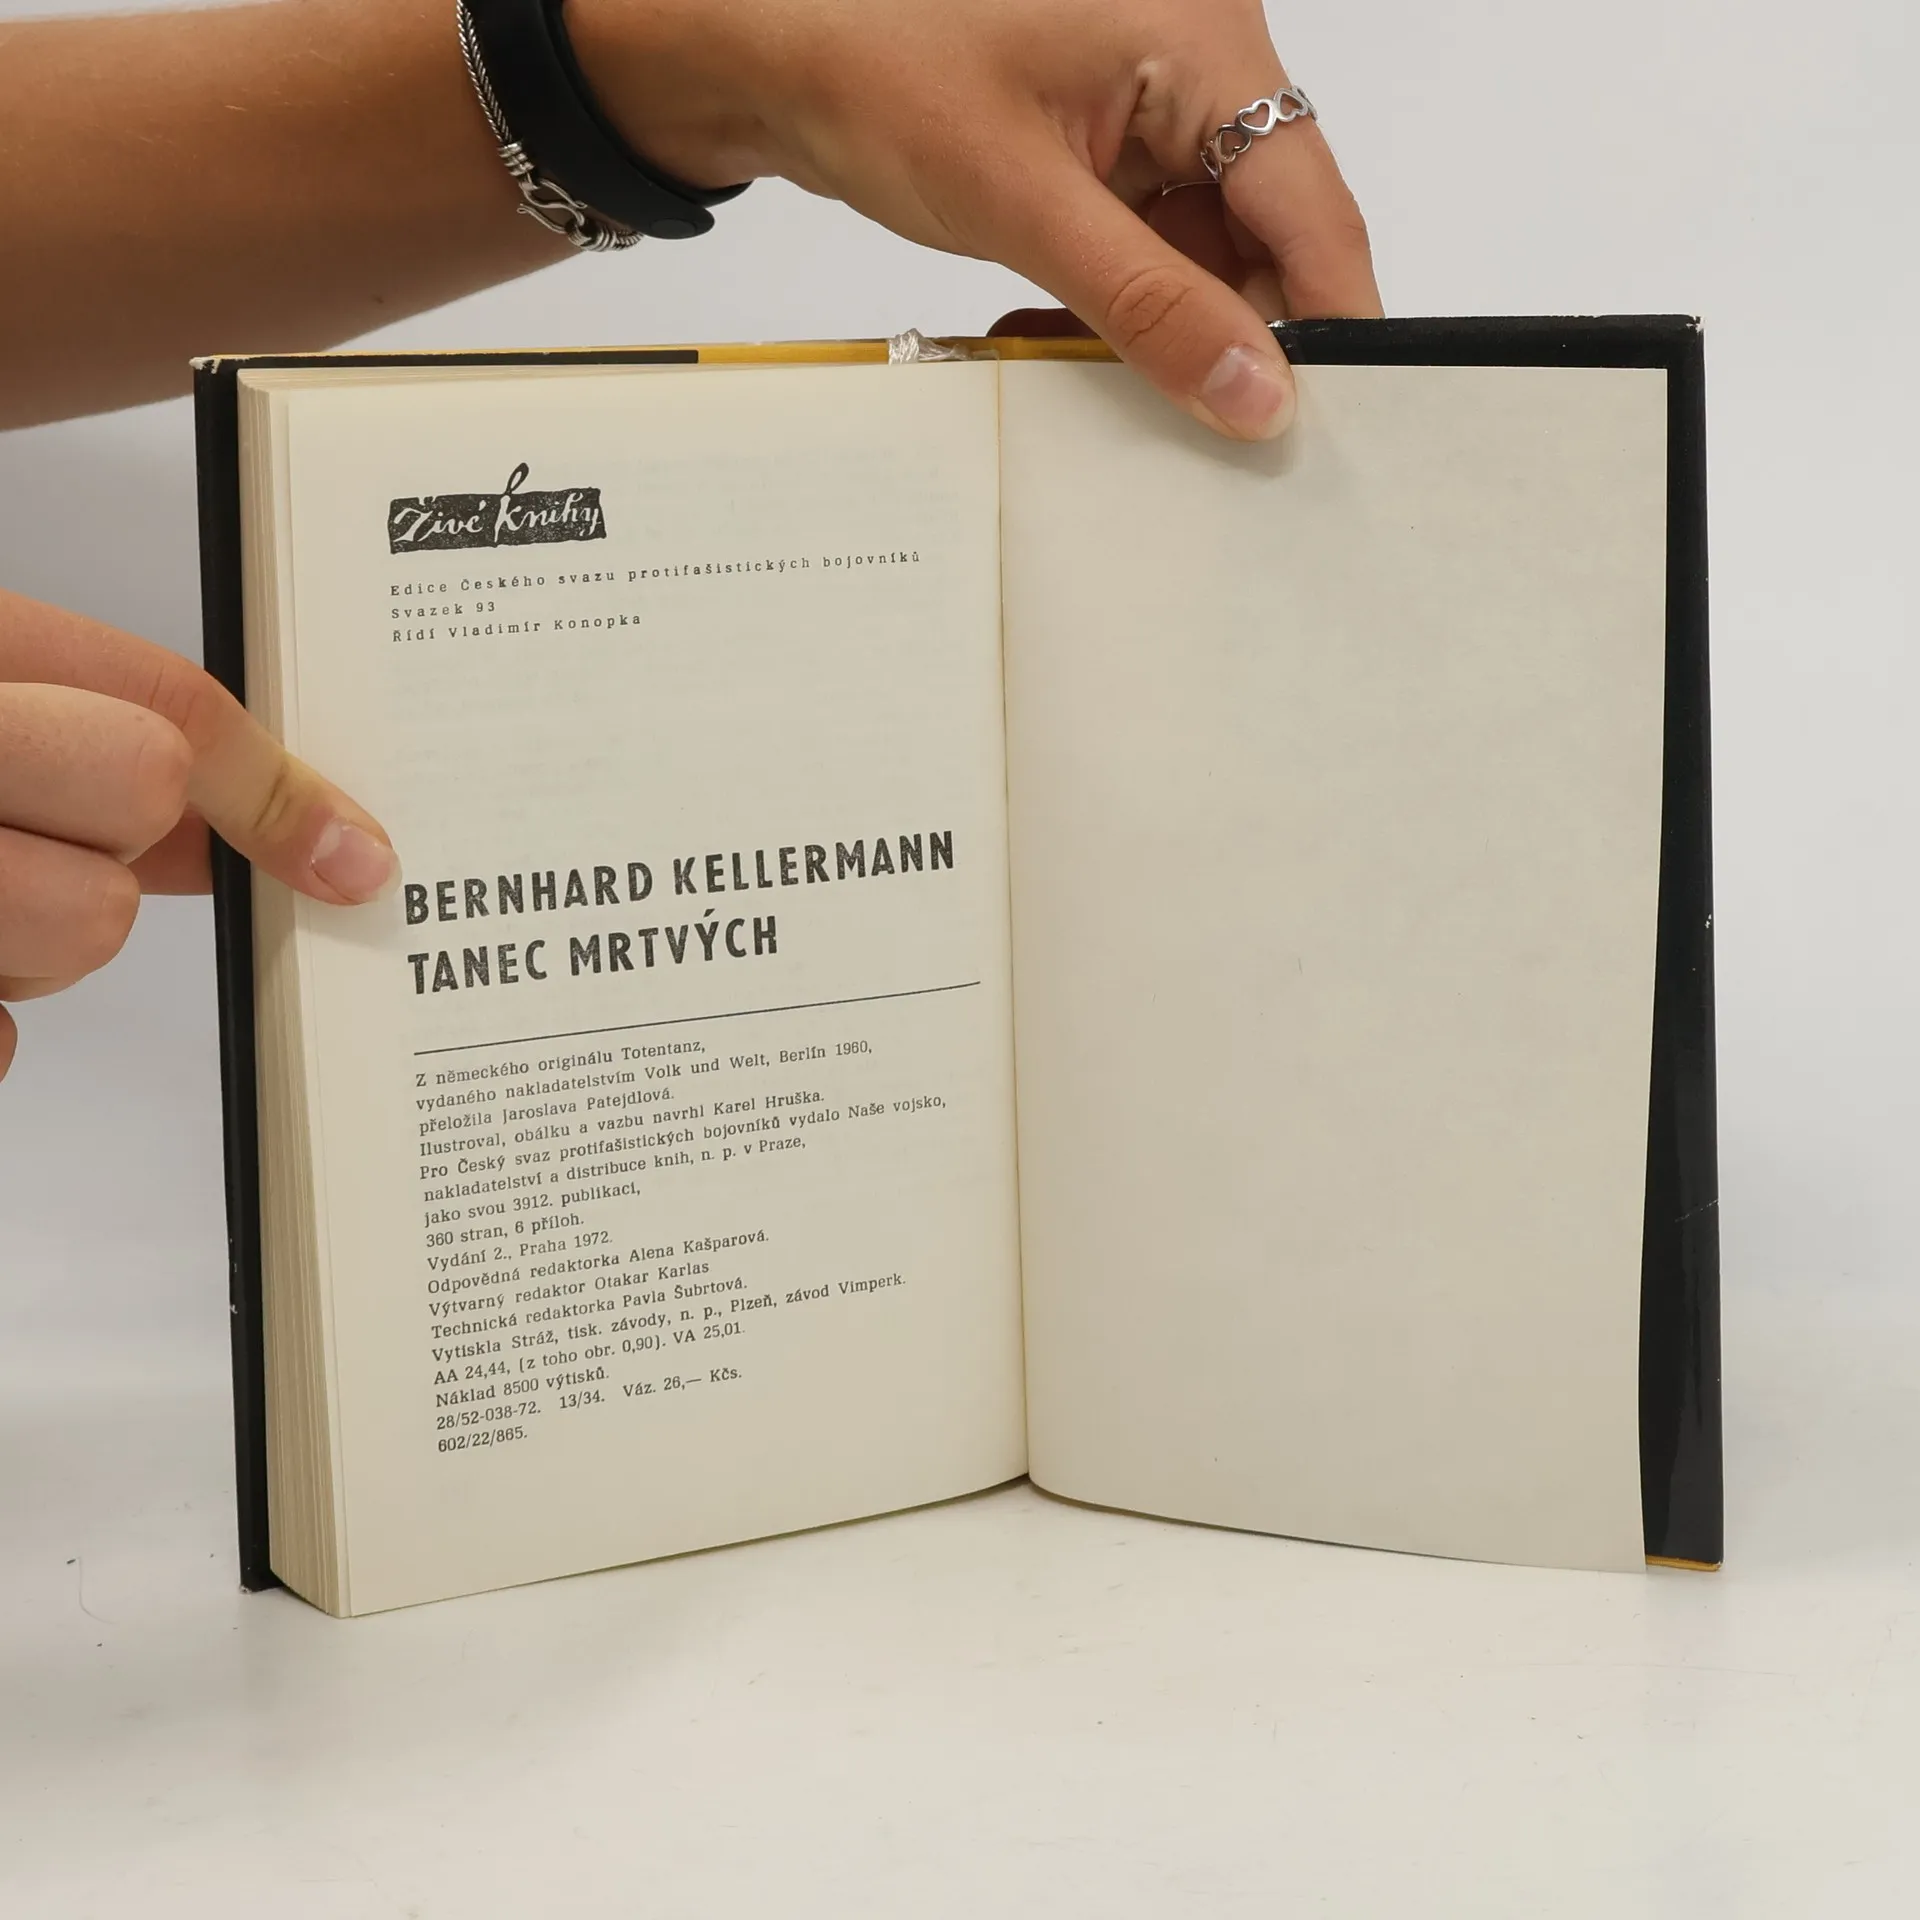 Živé knihy
Edice Českého svazu protifašistických bojovníků
Svazek 93
Řídí Vladimír Konopka
BERNHARD KELLERMANN
TANEC MRTVÝCH
Z německého originálu Totentanz,
vydaného nakladatelstvím Volk und Welt, Berlín 1960,
přeložila Jaroslava Patejdlová.
Ilustroval, obálku a vazbu navrhl Karel Hruška.
Pro Český svaz protifašistických bojovníků vydalo Naše vojsko,
nakladatelství a distribuce knih, n. p. v Praze,
jako svou 3912. publikaci,
360 stran, 6 příloh.
Vydání 2., Praha 1972.
Odpovědná redaktorka Alena Kašparová.
Výtvarný redaktor Otakar Karlas
Technická redaktorka Pavla Šubrtová.
Vytiskla Stráž, tisk. závody, n. p., Plzeň, závod Vimperk.
AA 24,44, (z toho obr. 0,90). VA 25,01.
Náklad 8500 výtisků.
28/52-038-72. 13/34. Váz. 26,— Kčs.
602/22/865.